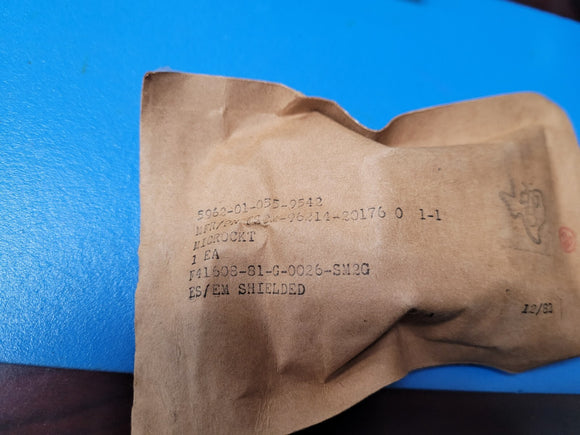 5962-01-055-9542
96214-20176 0 1-1
MICROCKT
1 EA
F41608-81-G-0026-SM2G
ES/EM SHIELDED
12/81